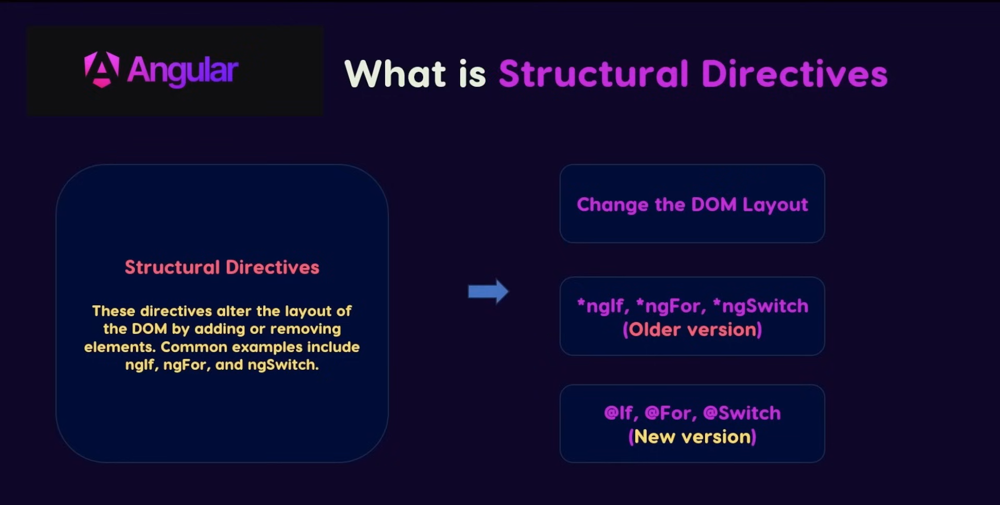 Angular
What is Structural Directives
Structural Directives
These directives alter the layout of
the DOM by adding or removing
elements. Common examples include
ngIf, ngFor, and ngSwitch.
Change the DOM Layout
*ngIf, *ngFor, *ngSwitch
(Older version)
@If, @For, @Switch
(New version)